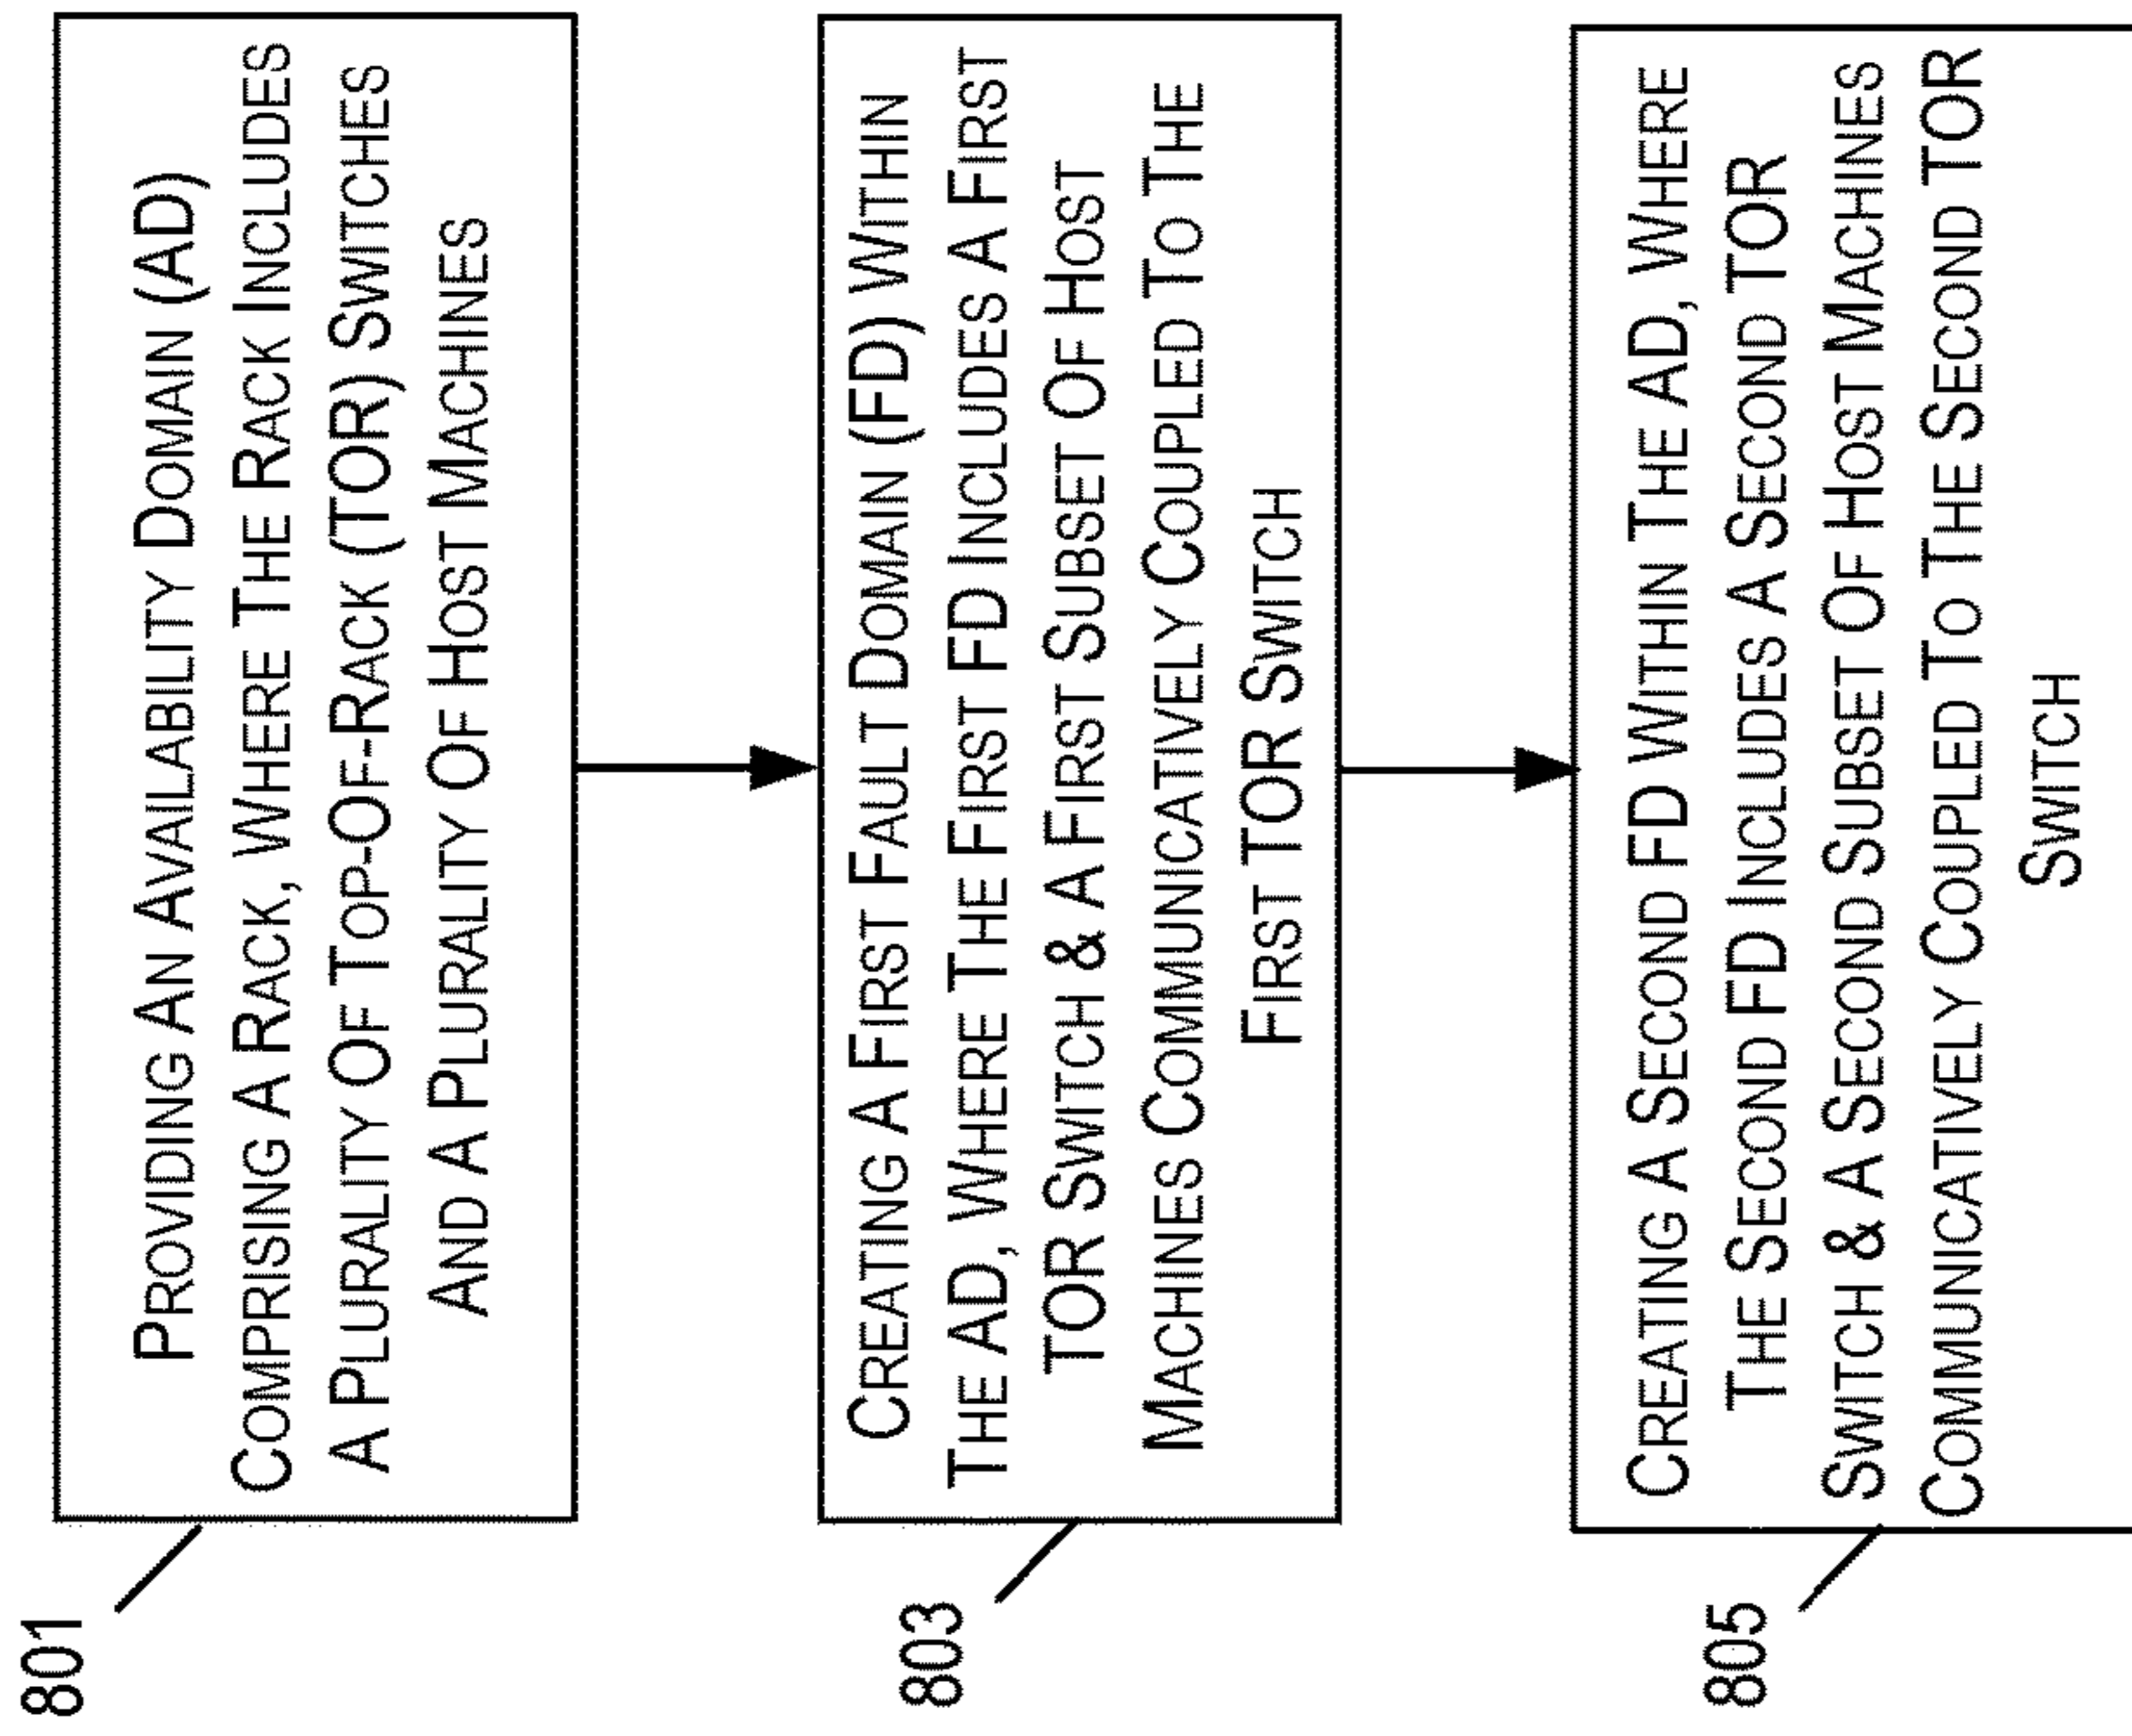 801
PROVIDING AN AVAILABILITY DOMAIN (AD)
COMPRISING A RACK, WHERE THE RACK INCLUDES
A PLURALITY OF TOP-OF-RACK (TOR) SWITCHES
AND A PLURALITY OF HOST MACHINES
803
CREATING A FIRST FAULT DOMAIN (FD) WITHIN
THE AD, WHERE THE FIRST FD INCLUDES A FIRST
TOR SWITCH & A FIRST SUBSET OF HOST
MACHINES COMMUNICATIVELY COUPLED TO THE
FIRST TOR SWITCH
805
CREATING A SECOND FD WITHIN THE AD, WHERE
THE SECOND FD INCLUDES A SECOND TOR
SWITCH & A SECOND SUBSET OF HOST MACHINES
COMMUNICATIVELY COUPLED TO THE SECOND TOR
SWITCH